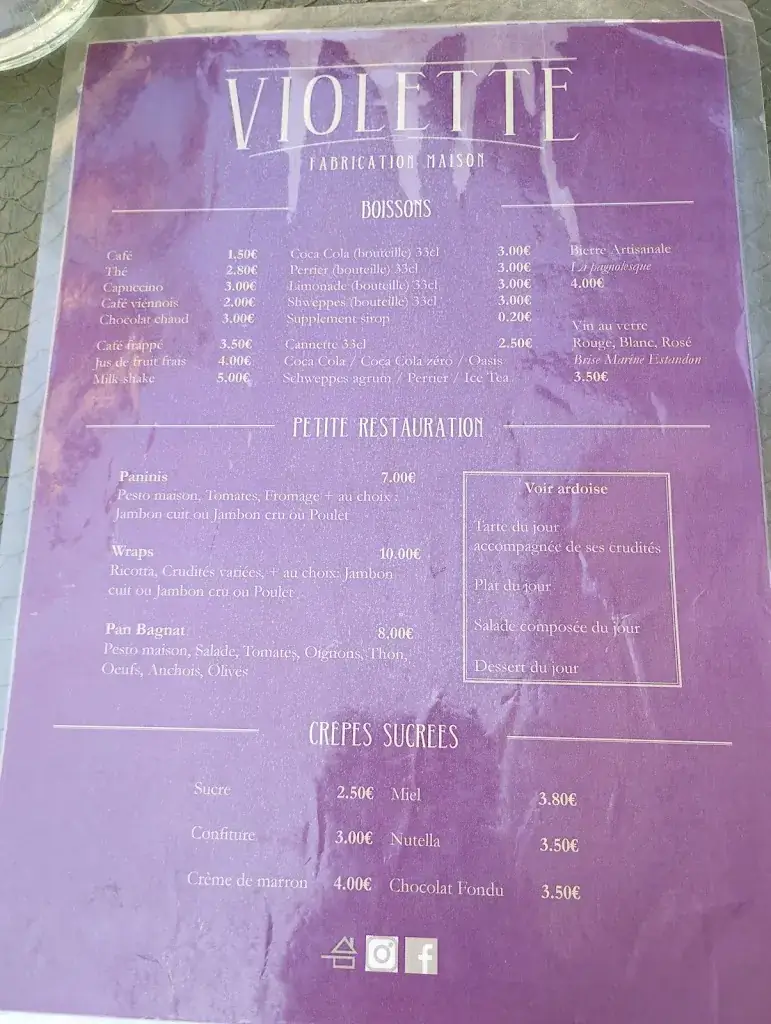 VIOLETTE
FABRICATION MAISON
BOISSONS
Café 1.50€
Thé 2.80€
Capuccino 3.00€
Café viennois 2.00€
Chocolat chaud 3.00€
Café frappé 3.50€
Jus de fruit frais 4.00€
Milk-shake 5.00€
Coca Cola (bouteille) 33cl 3.00€
Perrier (bouteille) 33cl 3.00€
Limonade (bouteille) 33cl 3.00€
Shweppes (bouteille) 33cl 3.00€
Supplement sirop 0.20€
Cannette 33cl 2.50€
Coca Cola / Coca Cola zéro / Oasis
Schweppes agrum / Perrier / Ice Tea
Bierre Artisanale
La pagnolesque
4.00€
Vin au verre
Rouge, Blanc, Rosé
Brise Marine Estandon
3.50€
PETITE RESTAURATION
Paninis 7.00€
Pesto maison, Tomates, Fromage + au choix :
Jambon cuit ou Jambon cru ou Poulet
Wraps 10.00€
Ricotta, Crudités variées, + au choix: Jambon
cuit ou Jambon cru ou Poulet
Pan Bagnat 8.00€
Pesto maison, Salade, Tomates, Oignons, Thon,
Oeufs, Anchois, Olives
Voir ardoise
Tarte du jour
accompagnée de ses crudités
Plat du jour
Salade composée du jour
Dessert du jour
CRÊPES SUCREES
Sucre 2.50€ Miel 3.80€
Confiture 3.00€ Nutella 3.50€
Crème de marron 4.00€ Chocolat Fondu 3.50€